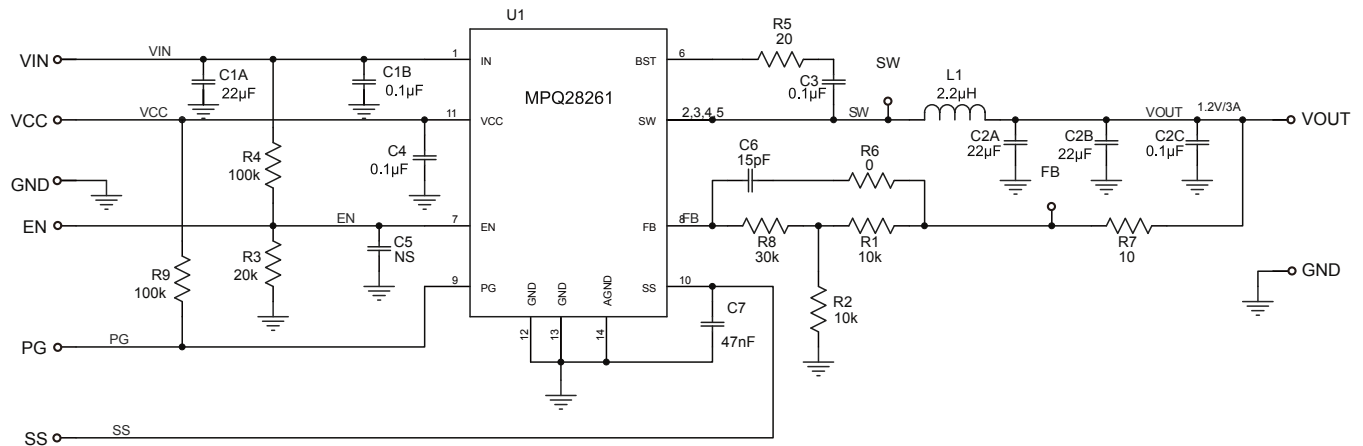 U1
MPQ28261
VIN
VIN
1
IN
C1A
22µF
C1B
0.1µF
6
BST
R5
20
C3
0.1µF
SW
L1
2.2µH
VCC
VCC
11
VCC
2,3,4,5
SW
SW
VOUT
1.2V/3A
VOUT
R4
100k
C4
0.1µF
C2A
22µF
C2B
22µF
C2C
0.1µF
C6
15pF
R6
0
FB
GND
EN
EN
7
EN
8
FB
FB
R8
30k
R1
10k
R7
10
R9
100k
R3
20k
C5
NS
GND
9
PG
GND
GND
AGND
SS
10
R2
10k
C7
47nF
12
13
14
PG
PG
SS
SS